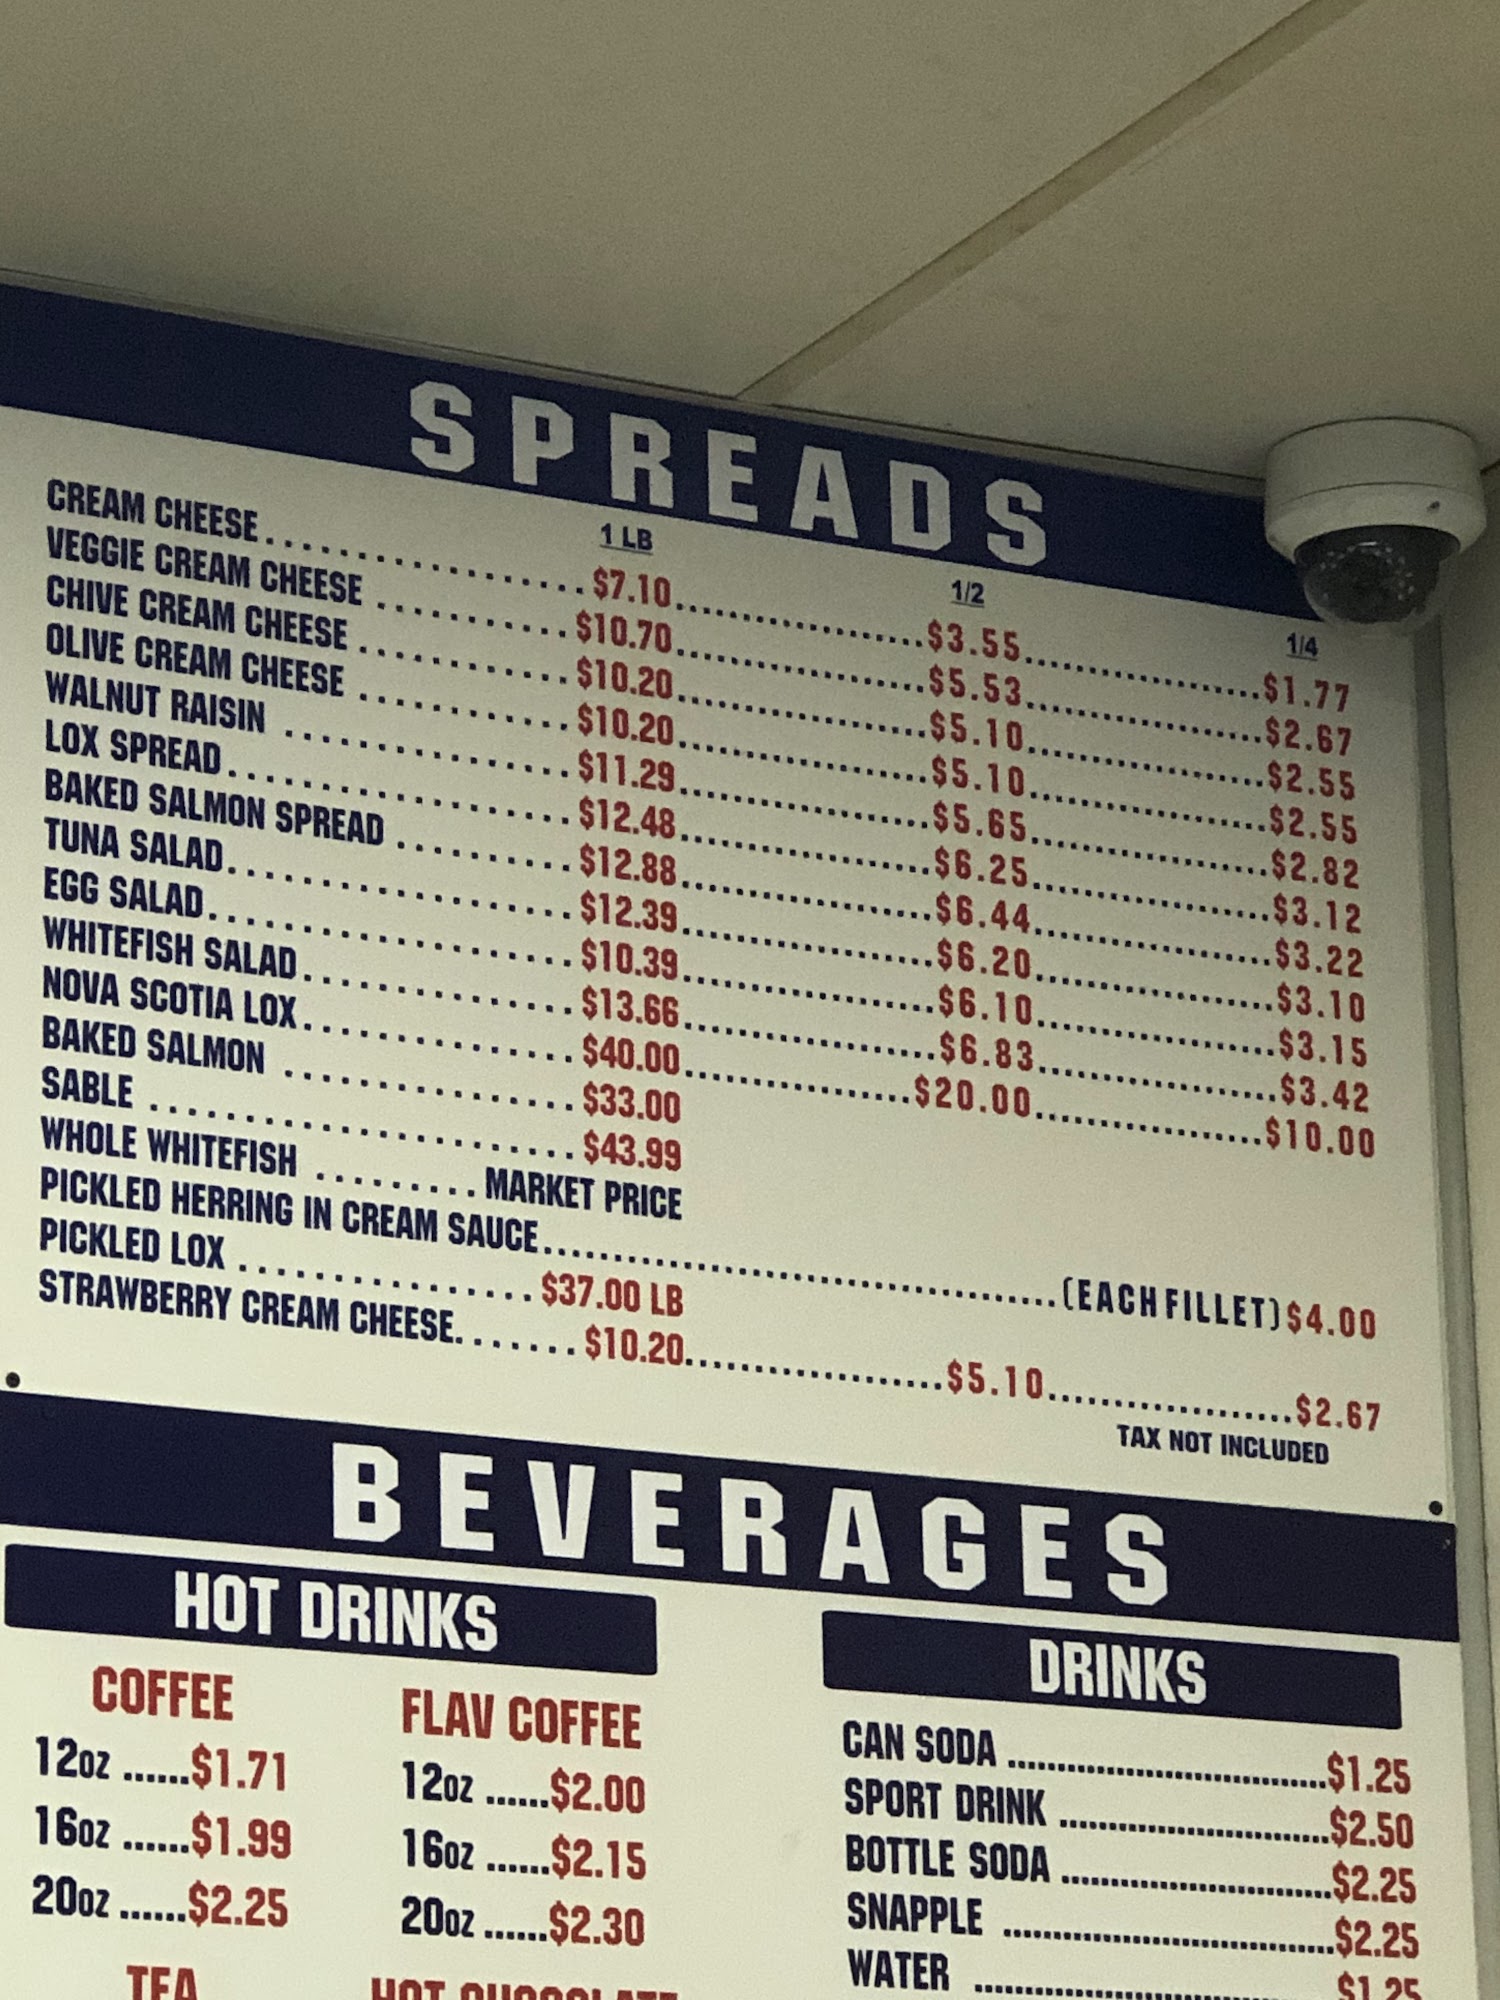 SPREADS
1 LB 1/2 1/4
CREAM CHEESE..................$7.10....................$3.55....................$1.77
VEGGIE CREAM CHEESE ..........$10.70....................$5.53....................$2.67
CHIVE CREAM CHEESE ...........$10.20....................$5.10....................$2.55
OLIVE CREAM CHEESE ...........$10.20....................$5.10....................$2.55
WALNUT RAISIN ...............$11.29....................$5.65....................$2.82
LOX SPREAD..................$12.48....................$6.25....................$3.12
BAKED SALMON SPREAD ..........$12.88....................$6.44....................$3.22
TUNA SALAD..................$12.39....................$6.20....................$3.10
EGG SALAD...................$10.39....................$6.10....................$3.15
WHITEFISH SALAD..............$13.66....................$6.83....................$3.42
NOVA SCOTIA LOX..............$40.00..................$20.00..................$10.00
BAKED SALMON ...............$33.00
SABLE ......................$43.99
WHOLE WHITEFISH .........MARKET PRICE
PICKLED HERRING IN CREAM SAUCE...........................................(EACH FILLET)$4.00
PICKLED LOX ................$37.00 LB
STRAWBERRY CREAM CHEESE.......$10.20.....................$5.10....................$2.67
TAX NOT INCLUDED
BEVERAGES
HOT DRINKS
COFFEE
12oz ......$1.71
16oz ......$1.99
20oz ......$2.25
TEA
FLAV COFFEE
12oz ......$2.00
16oz ......$2.15
20oz ......$2.30
HOT CHOCOLATE
DRINKS
CAN SODA ................................$1.25
SPORT DRINK ...........................$2.50
BOTTLE SODA ...........................$2.25
SNAPPLE .................................$2.25
WATER ....................................$1.25